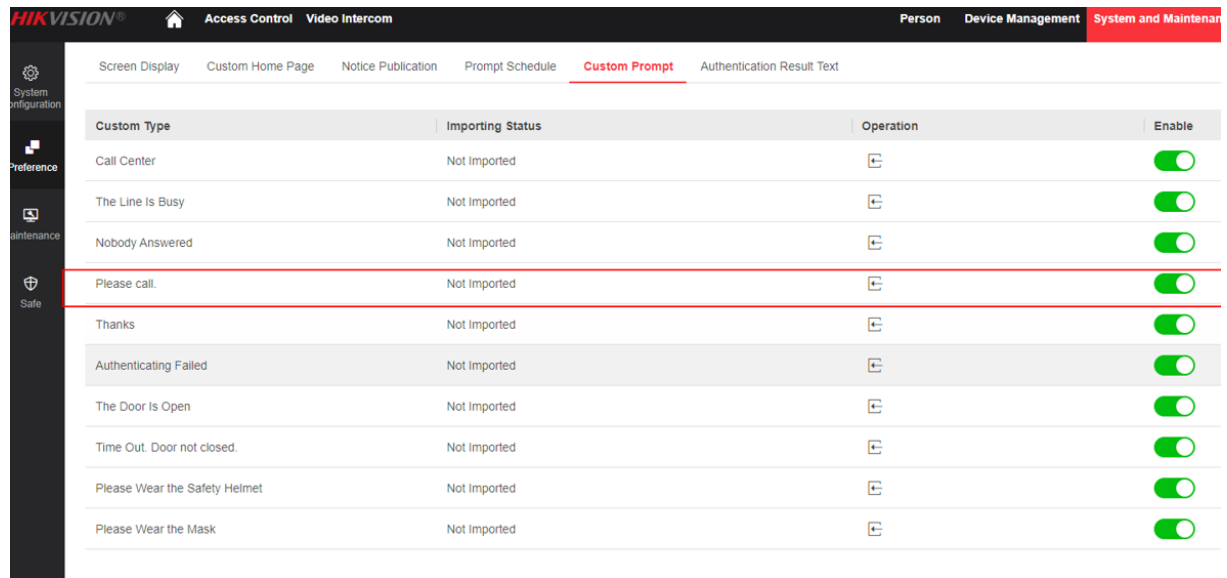 HIKVISION® Access Control Video Intercom Person Device Management System and Maintenan
Screen Display Custom Home Page Notice Publication Prompt Schedule Custom Prompt Authentication Result Text
System
onfiguration
Preference
aintenance
Safe
Custom Type Importing Status Operation Enable
Call Center Not Imported
The Line Is Busy Not Imported
Nobody Answered Not Imported
Please call. Not Imported
Thanks Not Imported
Authenticating Failed Not Imported
The Door Is Open Not Imported
Time Out. Door not closed. Not Imported
Please Wear the Safety Helmet Not Imported
Please Wear the Mask Not Imported